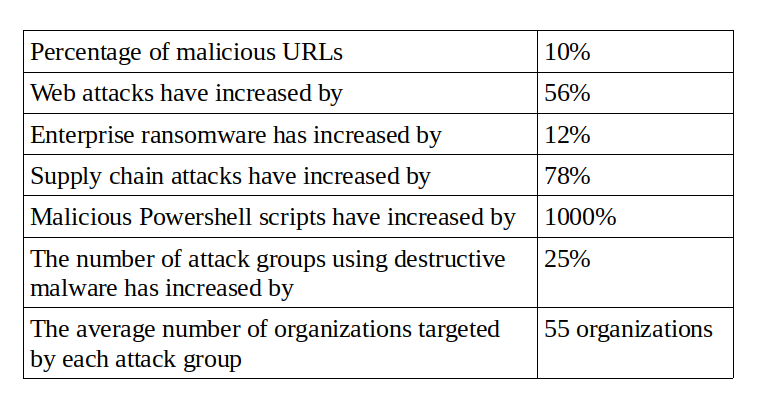 Percentage of malicious URLs 10%
Web attacks have increased by 56%
Enterprise ransomware has increased by 12%
Supply chain attacks have increased by 78%
Malicious Powershell scripts have increased by 1000%
The number of attack groups using destructive 25%
malware has increased by
The average number of organizations targeted 55 organizations
by each attack group